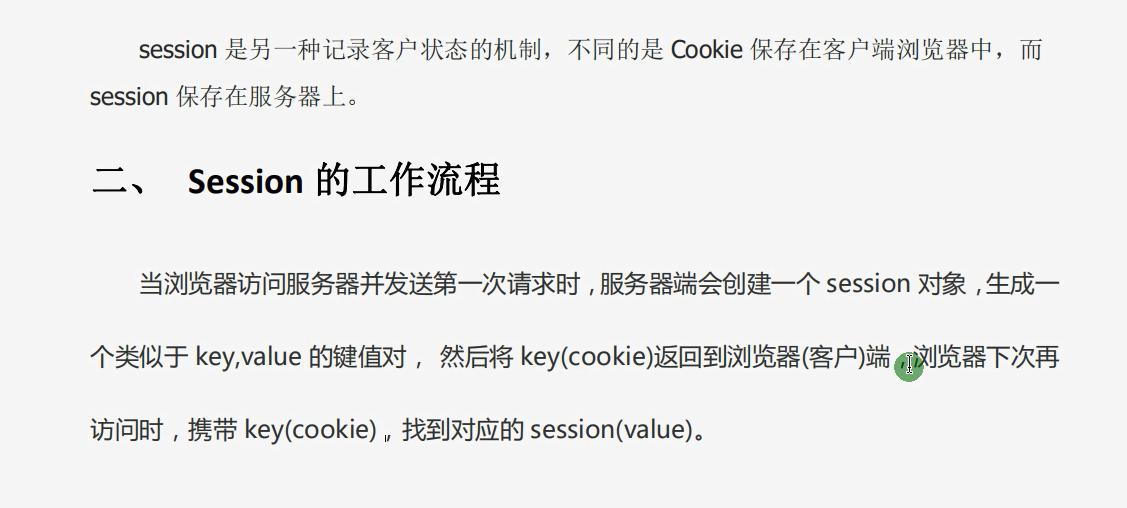 session 是另一种记录客户状态的机制，不同的是 Cookie 保存在客户端浏览器中，而
session 保存在服务器上。
二、 Session 的工作流程
当浏览器访问服务器并发送第一次请求时，服务器端会创建一个 session 对象，生成一
个类似于 key,value 的键值对， 然后将 key(cookie)返回到浏览器(客户)端，浏览器下次再
访问时，携带 key(cookie)，找到对应的 session(value)。